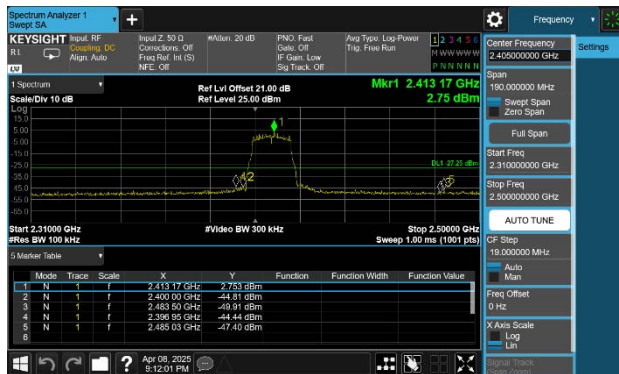 Spectrum Analyzer 1
Swept SA
+
Frequency
Settings
KEYSIGHT
R L
Input: RF
Coupling: DC
Align: Auto
Input Z: 50 Ω
Corrections: Off
Freq Ref: Int (S)
NFE: Off
#Atten: 20 dB
PNO: Fast
Gate: Off
IF Gain: Low
Sig Track: Off
Avg Type: Log-Power
Trig: Free Run
1 2 3 4 5 6
M W W W W W
P N N N N N
1 Spectrum
Scale/Div 10 dB
Ref Lvl Offset 21.00 dB
Ref Level 25.00 dBm
Mkr1 2.413 17 GHz
2.75 dBm
Log
15.0
5.00
-5.00
-15.0
-25.0
-35.0
-45.0
-55.0
-65.0
1
DL1 -27.25 dBm
2
Start 2.31000 GHz
#Res BW 100 kHz
#Video BW 300 kHz
Stop 2.50000 GHz
Sweep 1.00 ms (1001 pts)
5 Marker Table
Mode Trace Scale X Y Function Function Width Function Value
1 N 1 f 2.413 17 GHz 2.753 dBm
2 N 1 f 2.400 00 GHz -44.81 dBm
3 N 1 f 2.483 50 GHz -49.91 dBm
4 N 1 f 2.396 95 GHz -44.44 dBm
5 N 1 f 2.485 03 GHz -47.40 dBm
6
Center Frequency
2.405000000 GHz
Span
190.000000 MHz
Swept Span
Zero Span
Full Span
Start Freq
2.310000000 GHz
Stop Freq
2.500000000 GHz
AUTO TUNE
CF Step
19.000000 MHz
Auto
Man
Freq Offset
0 Hz
X Axis Scale
Log
Lin
Signal Track
(Span Zoom)
?
Apr 08, 2025
9:12:01 PM